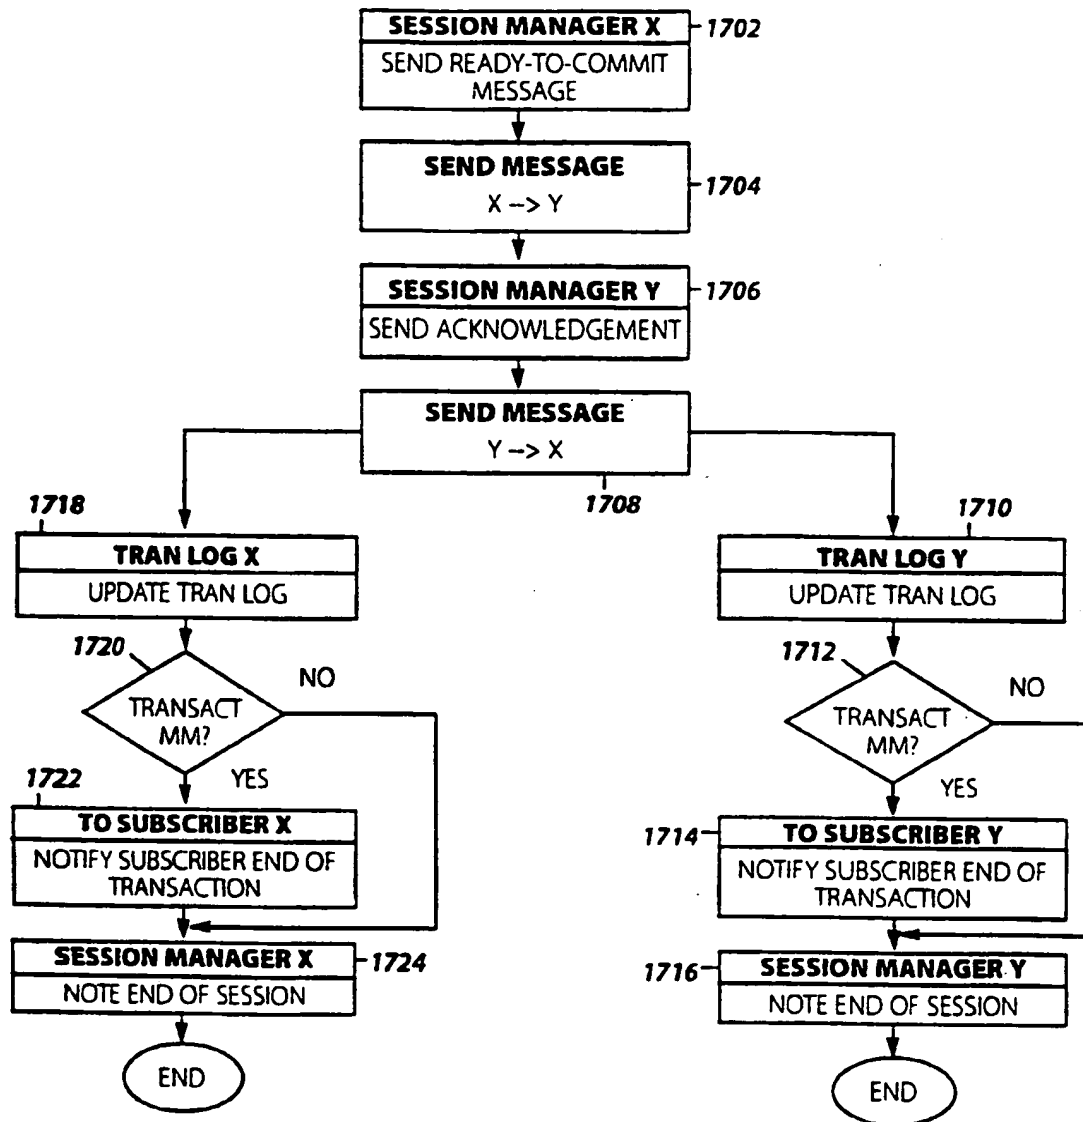 SESSION MANAGER X
1702
SEND READY-TO-COMMIT
MESSAGE
SEND MESSAGE
X --> Y
1704
SESSION MANAGER Y
1706
SEND ACKNOWLEDGEMENT
SEND MESSAGE
Y --> X
1708
1718
TRAN LOG X
UPDATE TRAN LOG
1720
TRANSACT
MM?
NO
YES
1722
TO SUBSCRIBER X
NOTIFY SUBSCRIBER END OF
TRANSACTION
SESSION MANAGER X
1724
NOTE END OF SESSION
END
1710
TRAN LOG Y
UPDATE TRAN LOG
1712
TRANSACT
MM?
NO
YES
1714
TO SUBSCRIBER Y
NOTIFY SUBSCRIBER END OF
TRANSACTION
1716
SESSION MANAGER Y
NOTE END OF SESSION
END